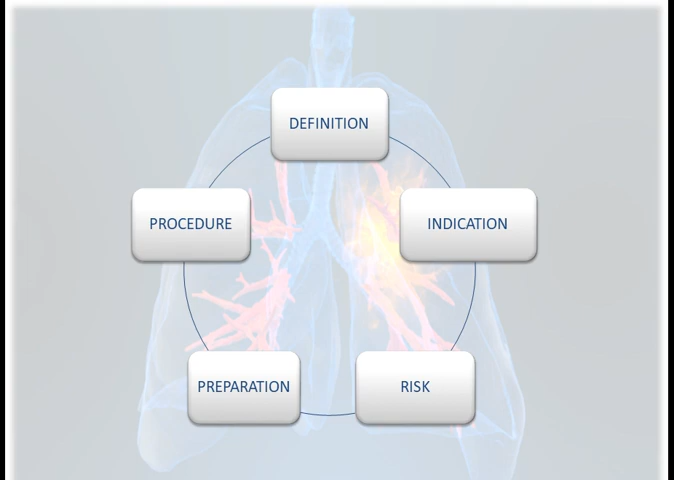 DEFINITION
INDICATION
RISK
PREPARATION
PROCEDURE